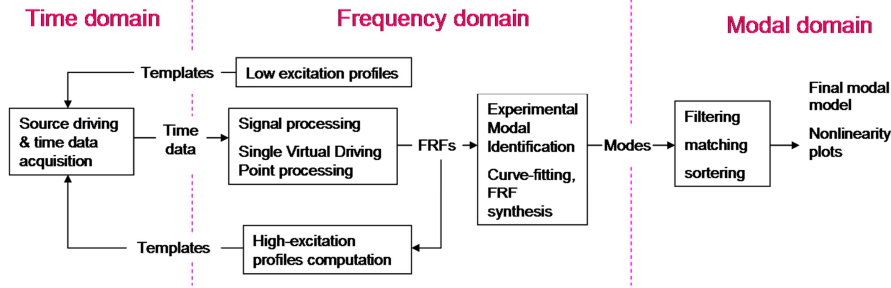 Time domain
Frequency domain
Modal domain
Templates
Low excitation profiles
Source driving
& time data
acquisition
Time
data
Signal processing
Single Virtual Driving
Point processing
FRFs
Experimental
Modal
Identification
Curve-fitting,
FRF
synthesis
Modes
Filtering
matching
sortering
Final modal
model
Nonlinearity
plots
Templates
High-excitation
profiles computation